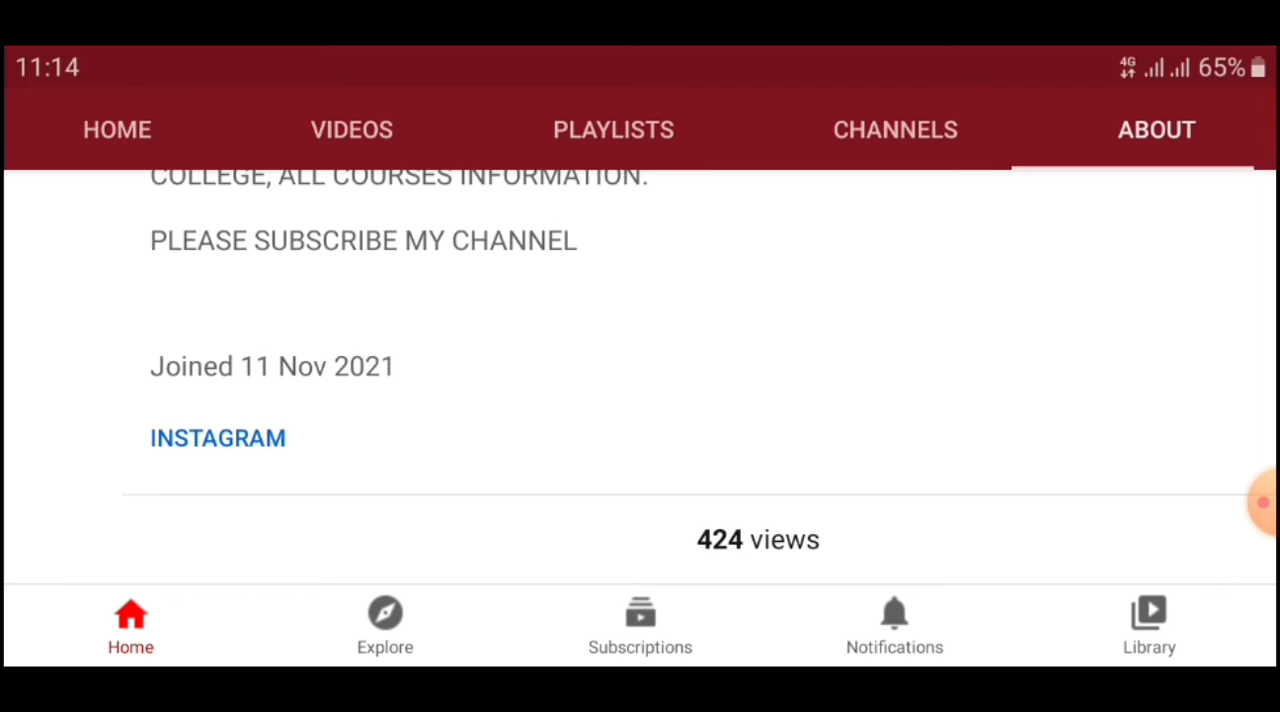 11:14 4G 65%
HOME VIDEOS PLAYLISTS CHANNELS ABOUT
COLLEGE, ALL COURSES INFORMATION.
PLEASE SUBSCRIBE MY CHANNEL
Joined 11 Nov 2021
INSTAGRAM
424 views
Home Explore Subscriptions Notifications Library